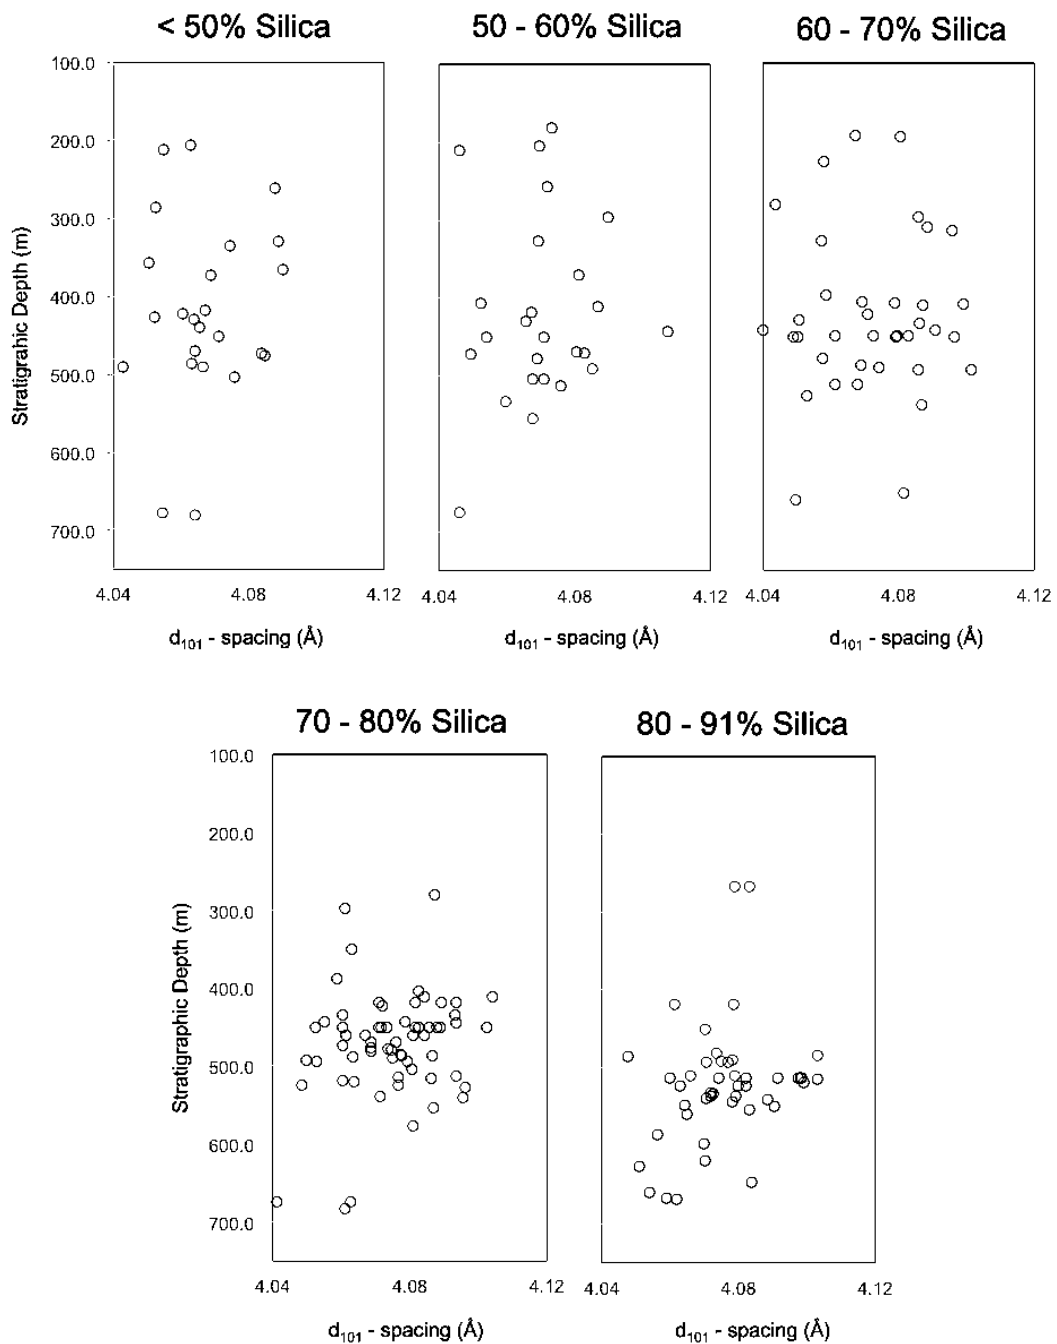 < 50% Silica
50 - 60% Silica
60 - 70% Silica
100.0
200.0
300.0
400.0
500.0
600.0
700.0
Stratigrahic Depth (m)
4.04 4.08 4.12
4.04 4.08 4.12
4.04 4.08 4.12
d101 - spacing (Å)
d101 - spacing (Å)
d101 - spacing (Å)
70 - 80% Silica
80 - 91% Silica
100.0
200.0
300.0
400.0
500.0
600.0
700.0
Stratigraphic Depth (m)
4.04 4.08 4.12
4.04 4.08 4.12
d101 - spacing (Å)
d101 - spacing (Å)